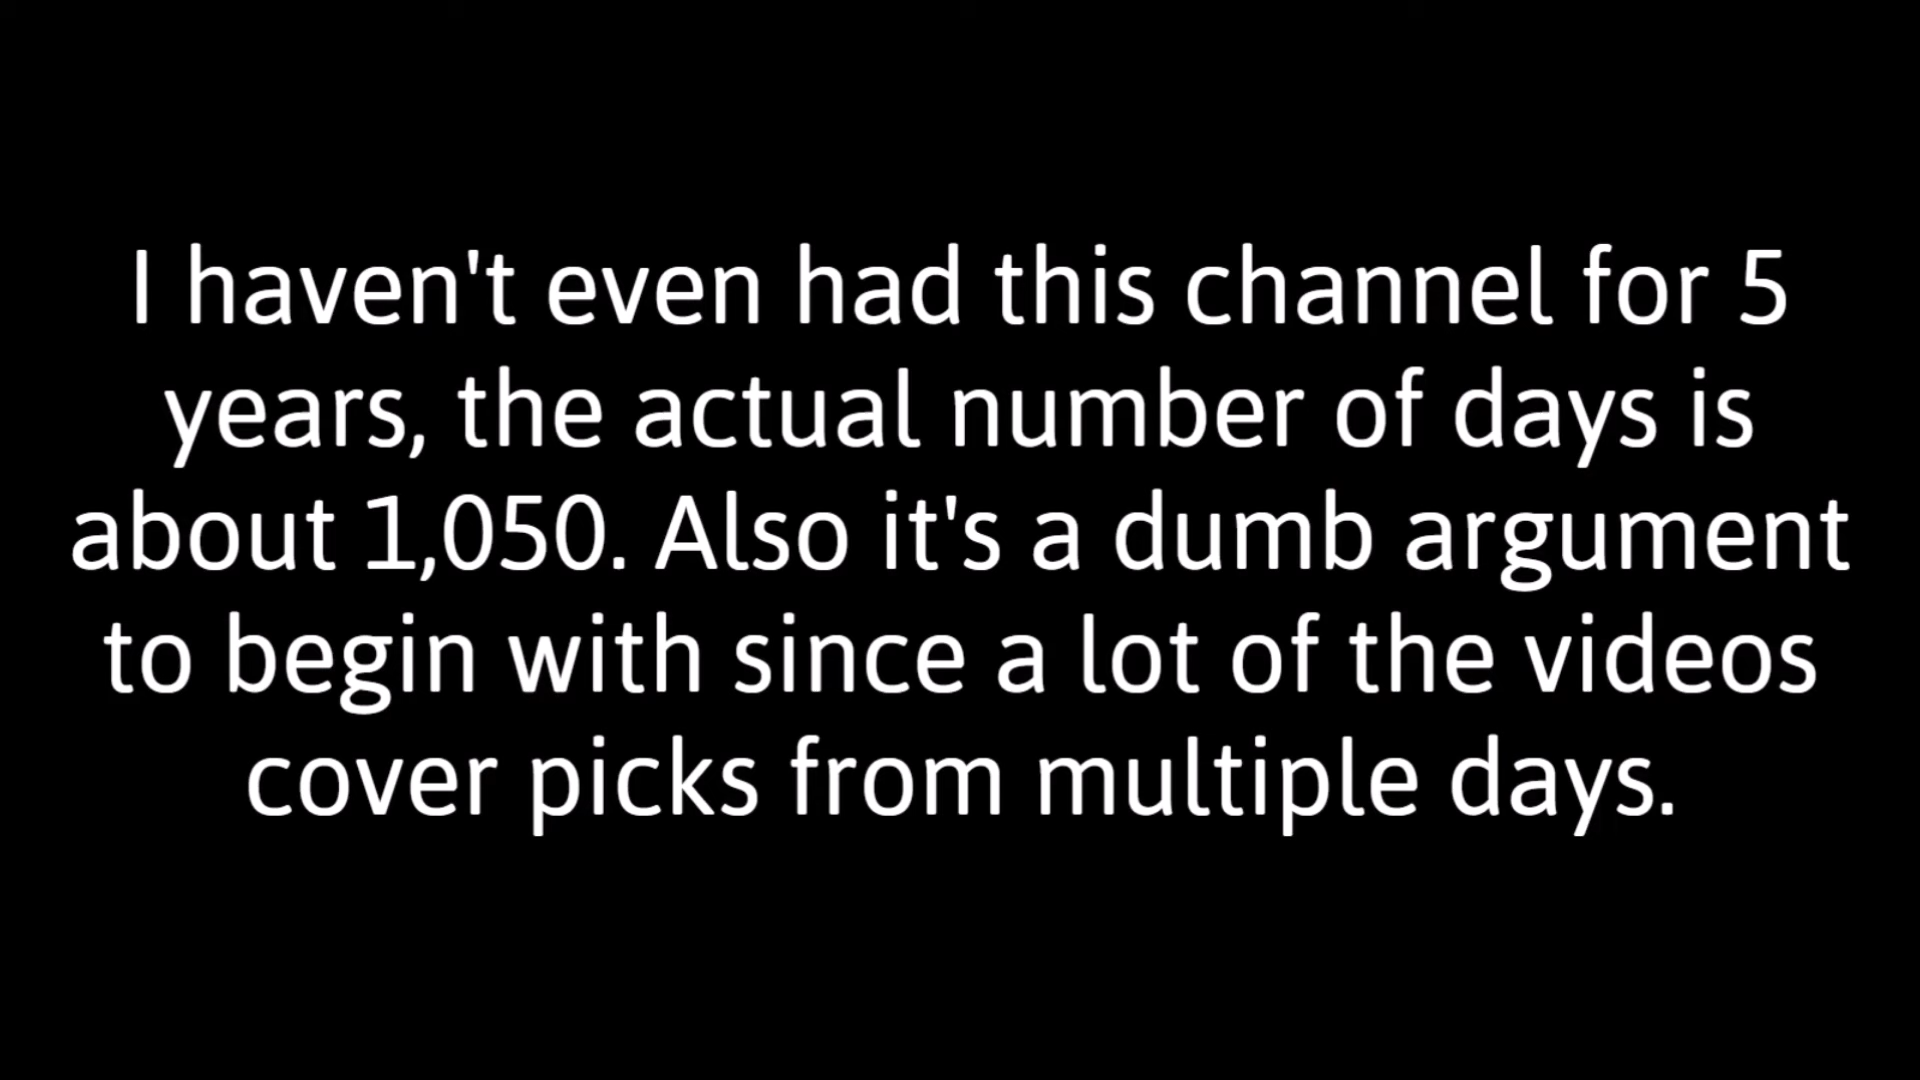 I haven't even had this channel for 5
years, the actual number of days is
about 1,050. Also it's a dumb argument
to begin with since a lot of the videos
cover picks from multiple days.